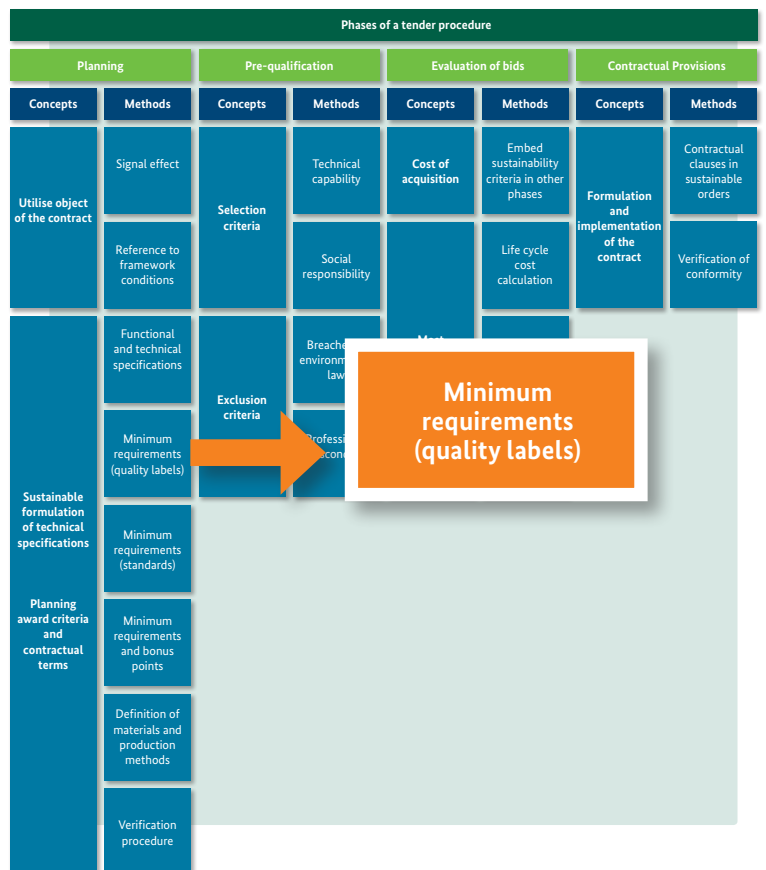 Phases of a tender procedure
Planning
Pre-qualification
Evaluation of bids
Contractual Provisions
Concepts
Methods
Concepts
Methods
Concepts
Methods
Concepts
Methods
Utilise object
of the contract
Signal effect
Reference to
framework
conditions
Sustainable
formulation
of technical
specifications
Planning
award criteria
and
contractual
terms
Functional
and technical
specifications
Minimum
requirements
(quality labels)
Minimum
requirements
(standards)
Minimum
requirements
and bonus
points
Definition of
materials and
production
methods
Verification
procedure
Selection
criteria
Technical
capability
Social
responsibility
Exclusion
criteria
law
Cost of
acquisition
Embed
sustainability
criteria in other
phases
Life cycle
cost
calculation
Formulation
and
implementation
of the
contract
Contractual
clauses in
sustainable
orders
Verification of
conformity
Minimum
requirements
(quality labels)